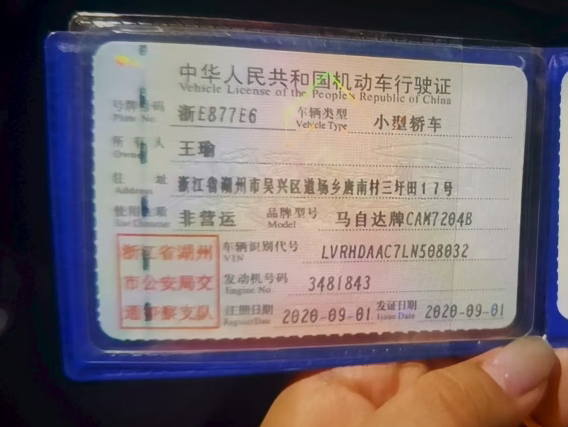 中华人民共和国机动车行驶证
Vehicle License of the People's Republic of China
号牌号码 浙E877E6 车辆类型 小型轿车
Plate No. Vehicle Type
所有人 王瑜
Owner
住址 浙江省湖州市吴兴区道场乡唐南村三圩田17号
Address
使用性质 非营运 品牌型号 马自达牌CAM7204B
Use Character Model
浙江省湖州
市公安局交
通警察支队
车辆识别代号 LVRHDAAC7LN508032
VIN
发动机号码 3481843
Engine No.
注册日期 2020-09-01 发证日期 2020-09-01
Register Date Issue Date